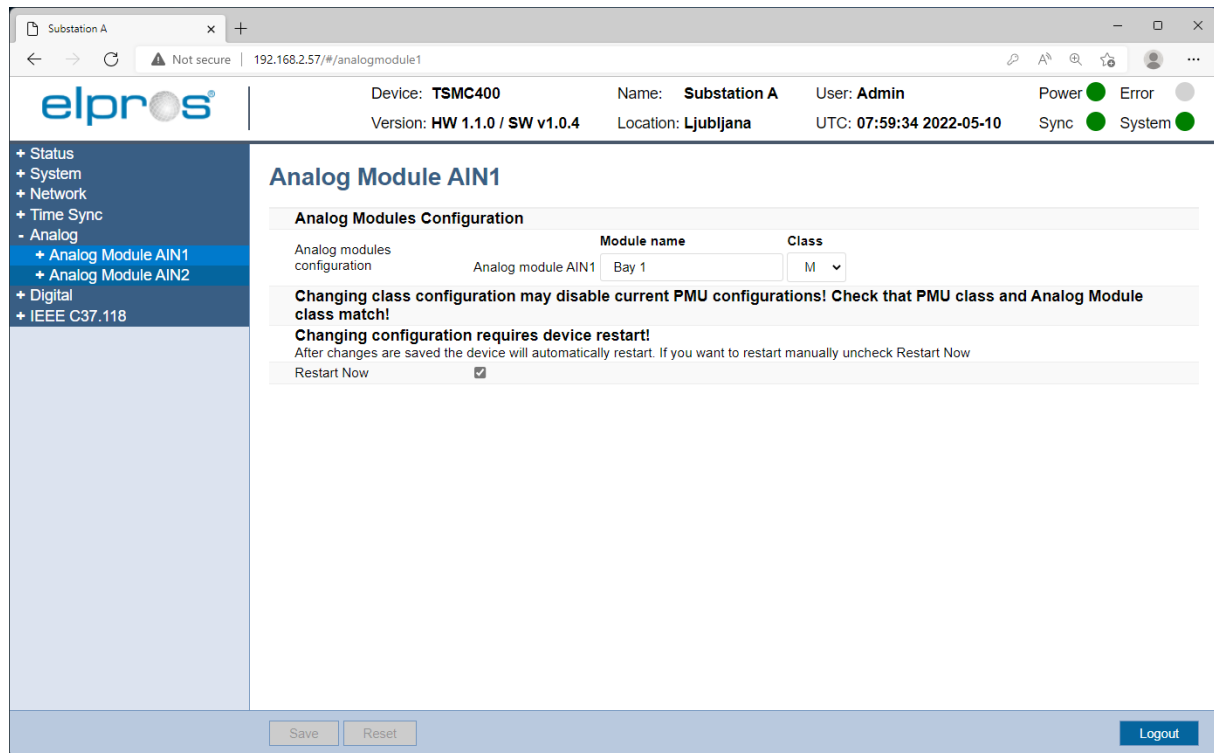 Substation A
Not secure | 192.168.2.57/#/analogmodule1
elpros®
Device: TSMC400 Name: Substation A User: Admin Power Error
Version: HW 1.1.0 / SW v1.0.4 Location: Ljubljana UTC: 07:59:34 2022-05-10 Sync System
+ Status
+ System
+ Network
+ Time Sync
- Analog
+ Analog Module AIN1
+ Analog Module AIN2
+ Digital
+ IEEE C37.118
Analog Module AIN1
Analog Modules Configuration
Module name Class
Analog modules
configuration
Analog module AIN1 Bay 1 M
Changing class configuration may disable current PMU configurations! Check that PMU class and Analog Module
class match!
Changing configuration requires device restart!
After changes are saved the device will automatically restart. If you want to restart manually uncheck Restart Now
Restart Now
Save Reset Logout